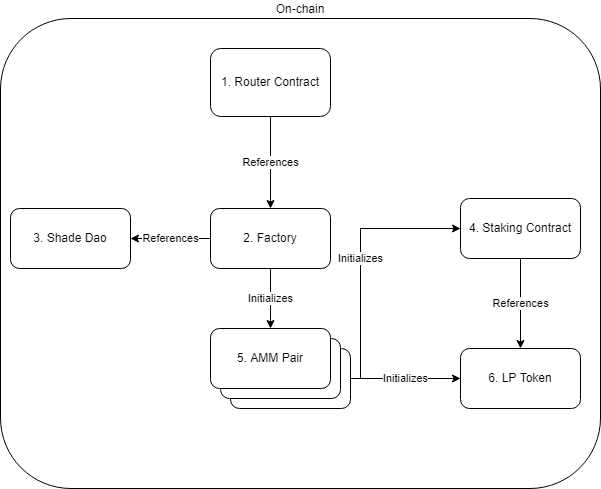 On-chain
1. Router Contract
References
3. Shade Dao
References
2. Factory
4. Staking Contract
Initializes
Initializes
References
5. AMM Pair
Initializes
6. LP Token